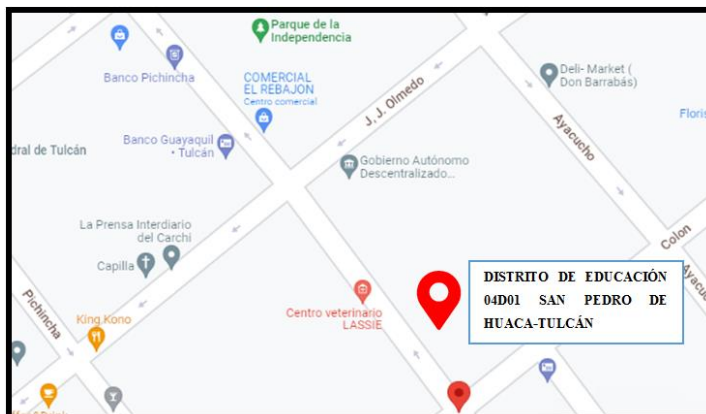 Parque de la
Independencia
Banco Pichincha
COMERCIAL
EL REBAJON
Centro comercial
Deli- Market (
Don Barrabás)
J. J. Olmedo
Ayacucho
Floris
Banco Guayaquil
- Tulcán
dral de Tulcán
Gobierno Autónomo
Descentralizado...
La Prensa Interdiario
del Carchi
Colon
Capilla
Ayacucho
DISTRITO DE EDUCACIÓN
04D01 SAN PEDRO DE
HUACA-TULCÁN
Pichincha
Centro veterinario
LASSIE
King Kono